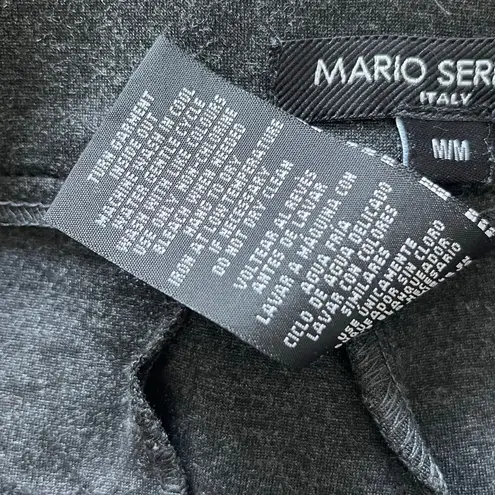 MARIO SER
ITALY
M/M
TURN GARMENT
INSIDE OUT
MACHINE WASH IN COOL
WATER GENTLE CYCLE
WASH WITH LIKE COLOURS
USE ONLY NON-CHLORINE
BLEACH WHEN NEEDED
HANG TO DRY
IRON AT LOW TEMPERATURE
IF NECESSARY
DO NOT DRY CLEAN
VOLTEAR AL REVES
ANTES DE LAVAR
LAVAR A MAQUINA CON
AGUA FRIA
CICLO DE AGUA DELICADO
LAVAR CON COLORES
SIMILARES
USE UNICAMENTE
BLANQUEADOR
SIN CLORO